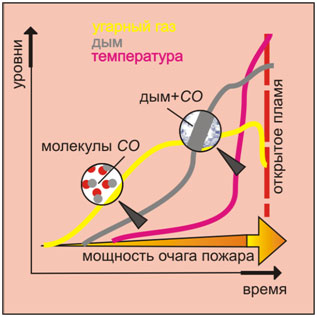 угарный газ
дым
температура
уровни
дым+CO
молекулы CO
открытое пламя
мощность очага пожара
время